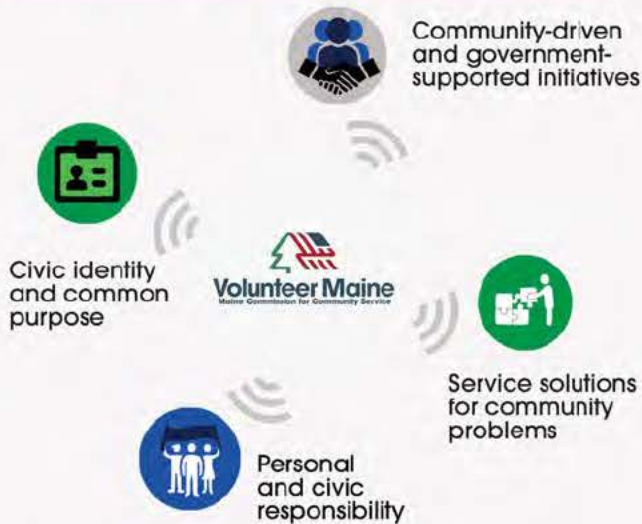 Community-driven
and government-
supported initiatives
Civic identity
and common
purpose
Volunteer Maine
Maine Commission for Community Service
Service solutions
for community
problems
Personal
and civic
responsibility